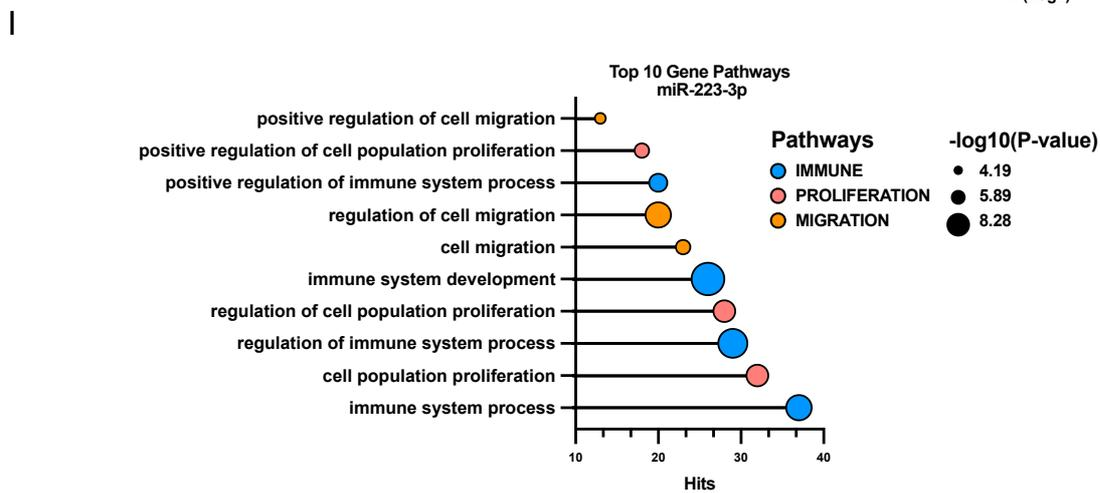 I
Top 10 Gene Pathways
miR-223-3p
positive regulation of cell migration
positive regulation of cell population proliferation
positive regulation of immune system process
regulation of cell migration
cell migration
immune system development
regulation of cell population proliferation
regulation of immune system process
cell population proliferation
immune system process
10 20 30 40
Hits
Pathways
IMMUNE
PROLIFERATION
MIGRATION
-log10(P-value)
4.19
5.89
8.28